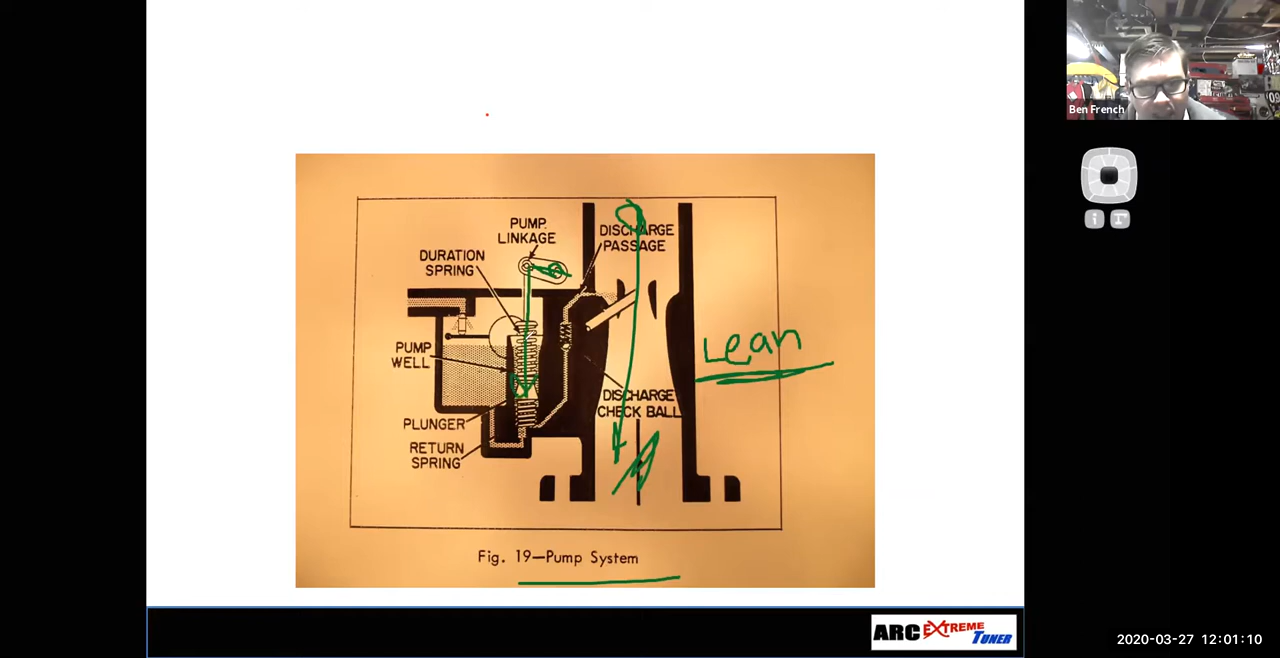 Ben French
PUMP
LINKAGE
DISCHARGE
PASSAGE
DURATION
SPRING
PUMP
WELL
Lean
DISCHARGE
CHECK BALL
PLUNGER
RETURN
SPRING
Fig. 19—Pump System
ARC EXTREME
TUNER
2020-03-27 12:01:10